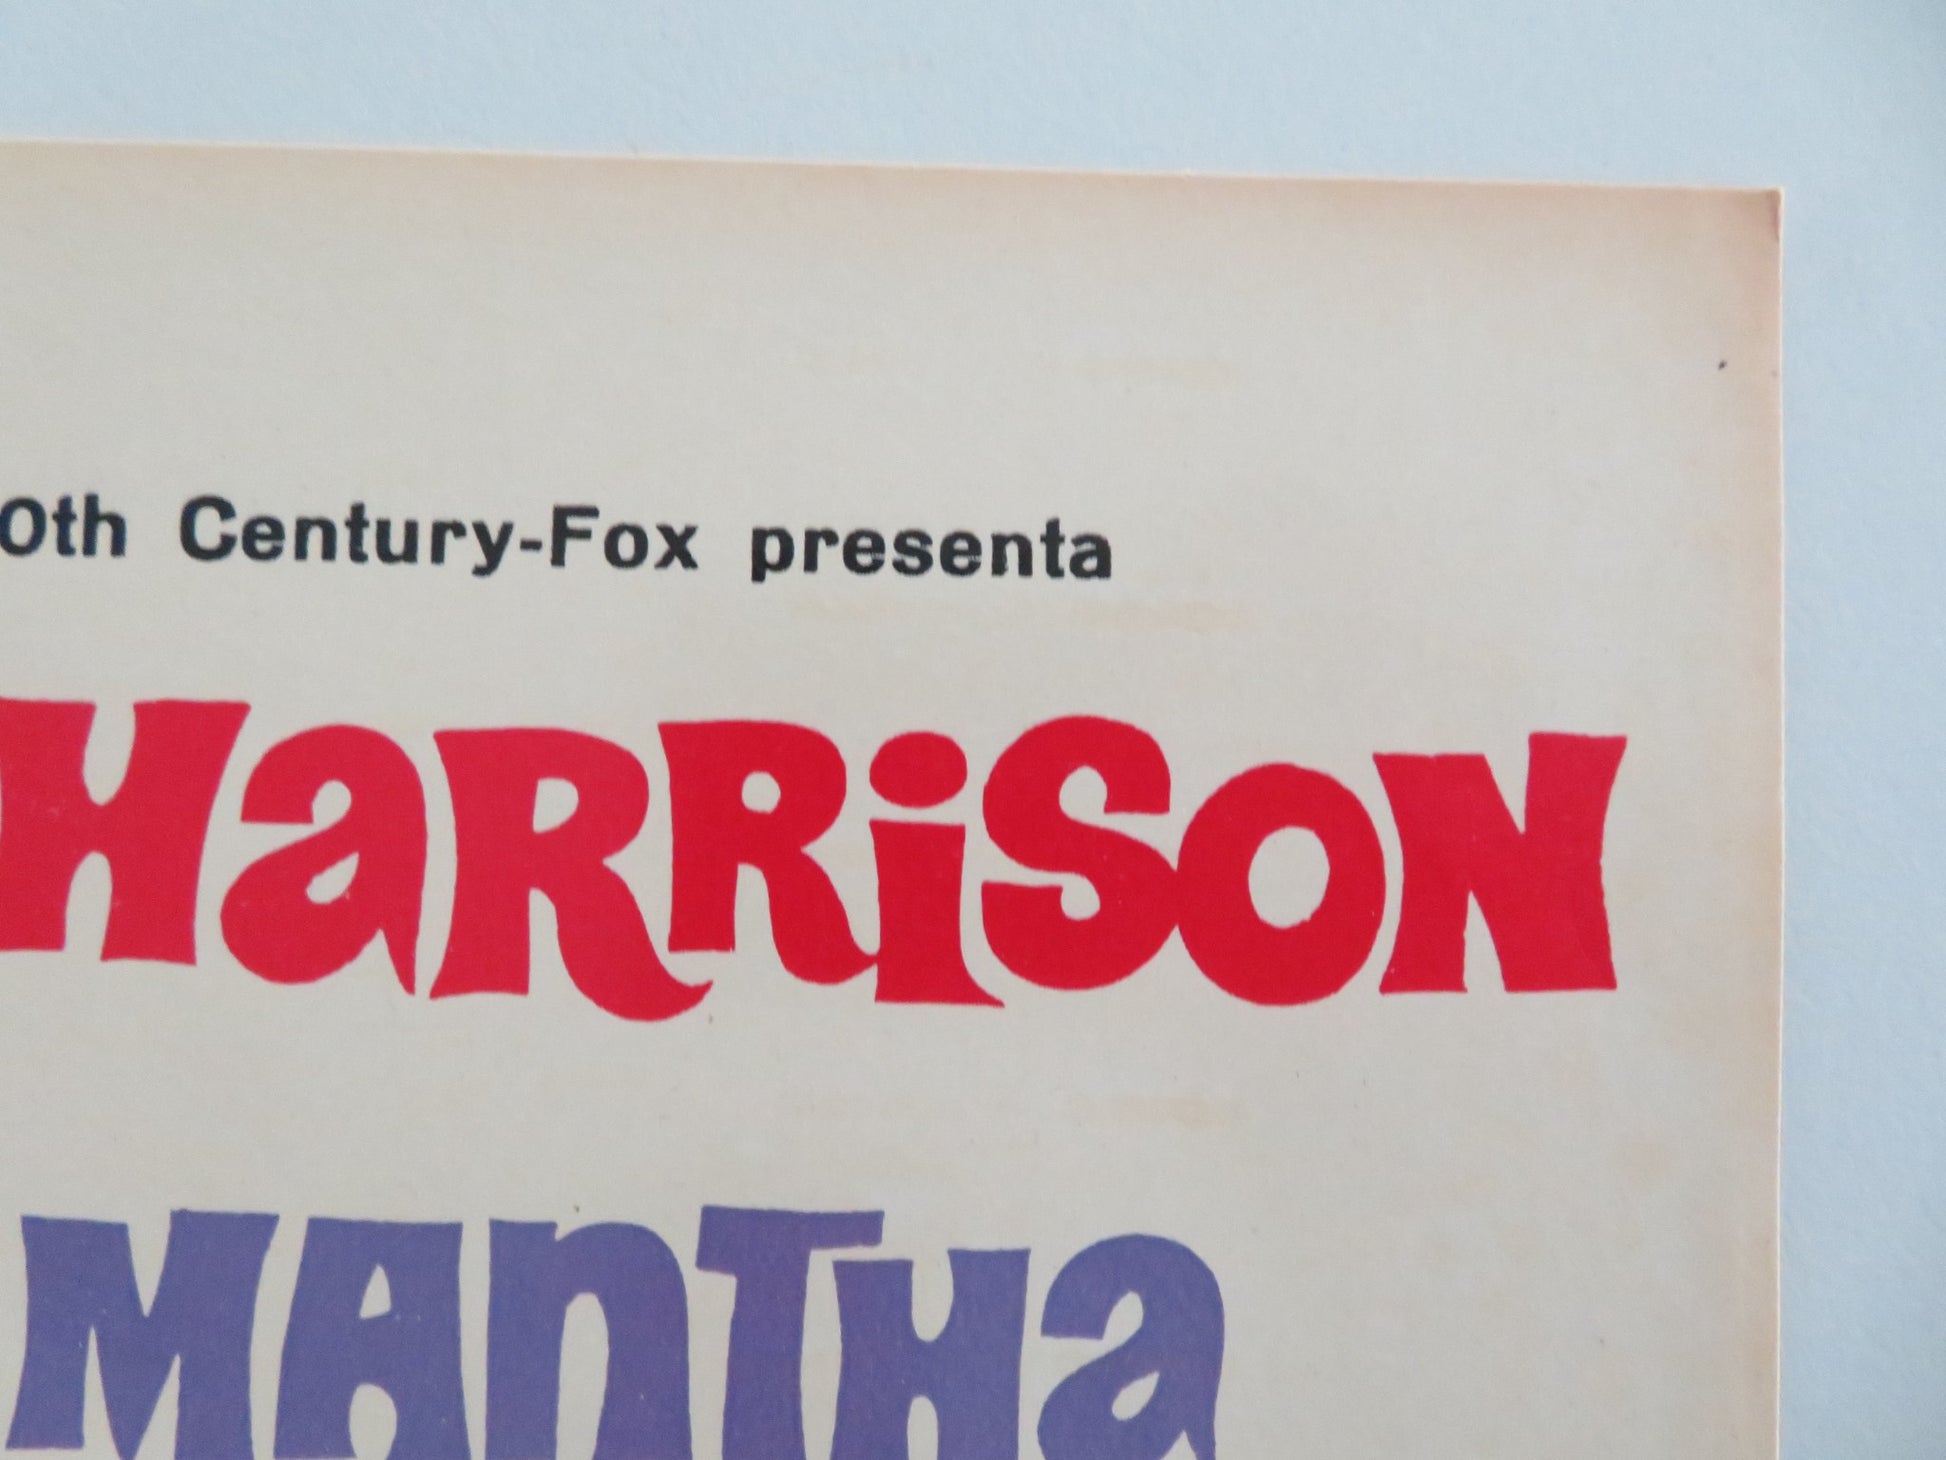 0th Century-Fox presenta
HaRRiSON
MANTHa